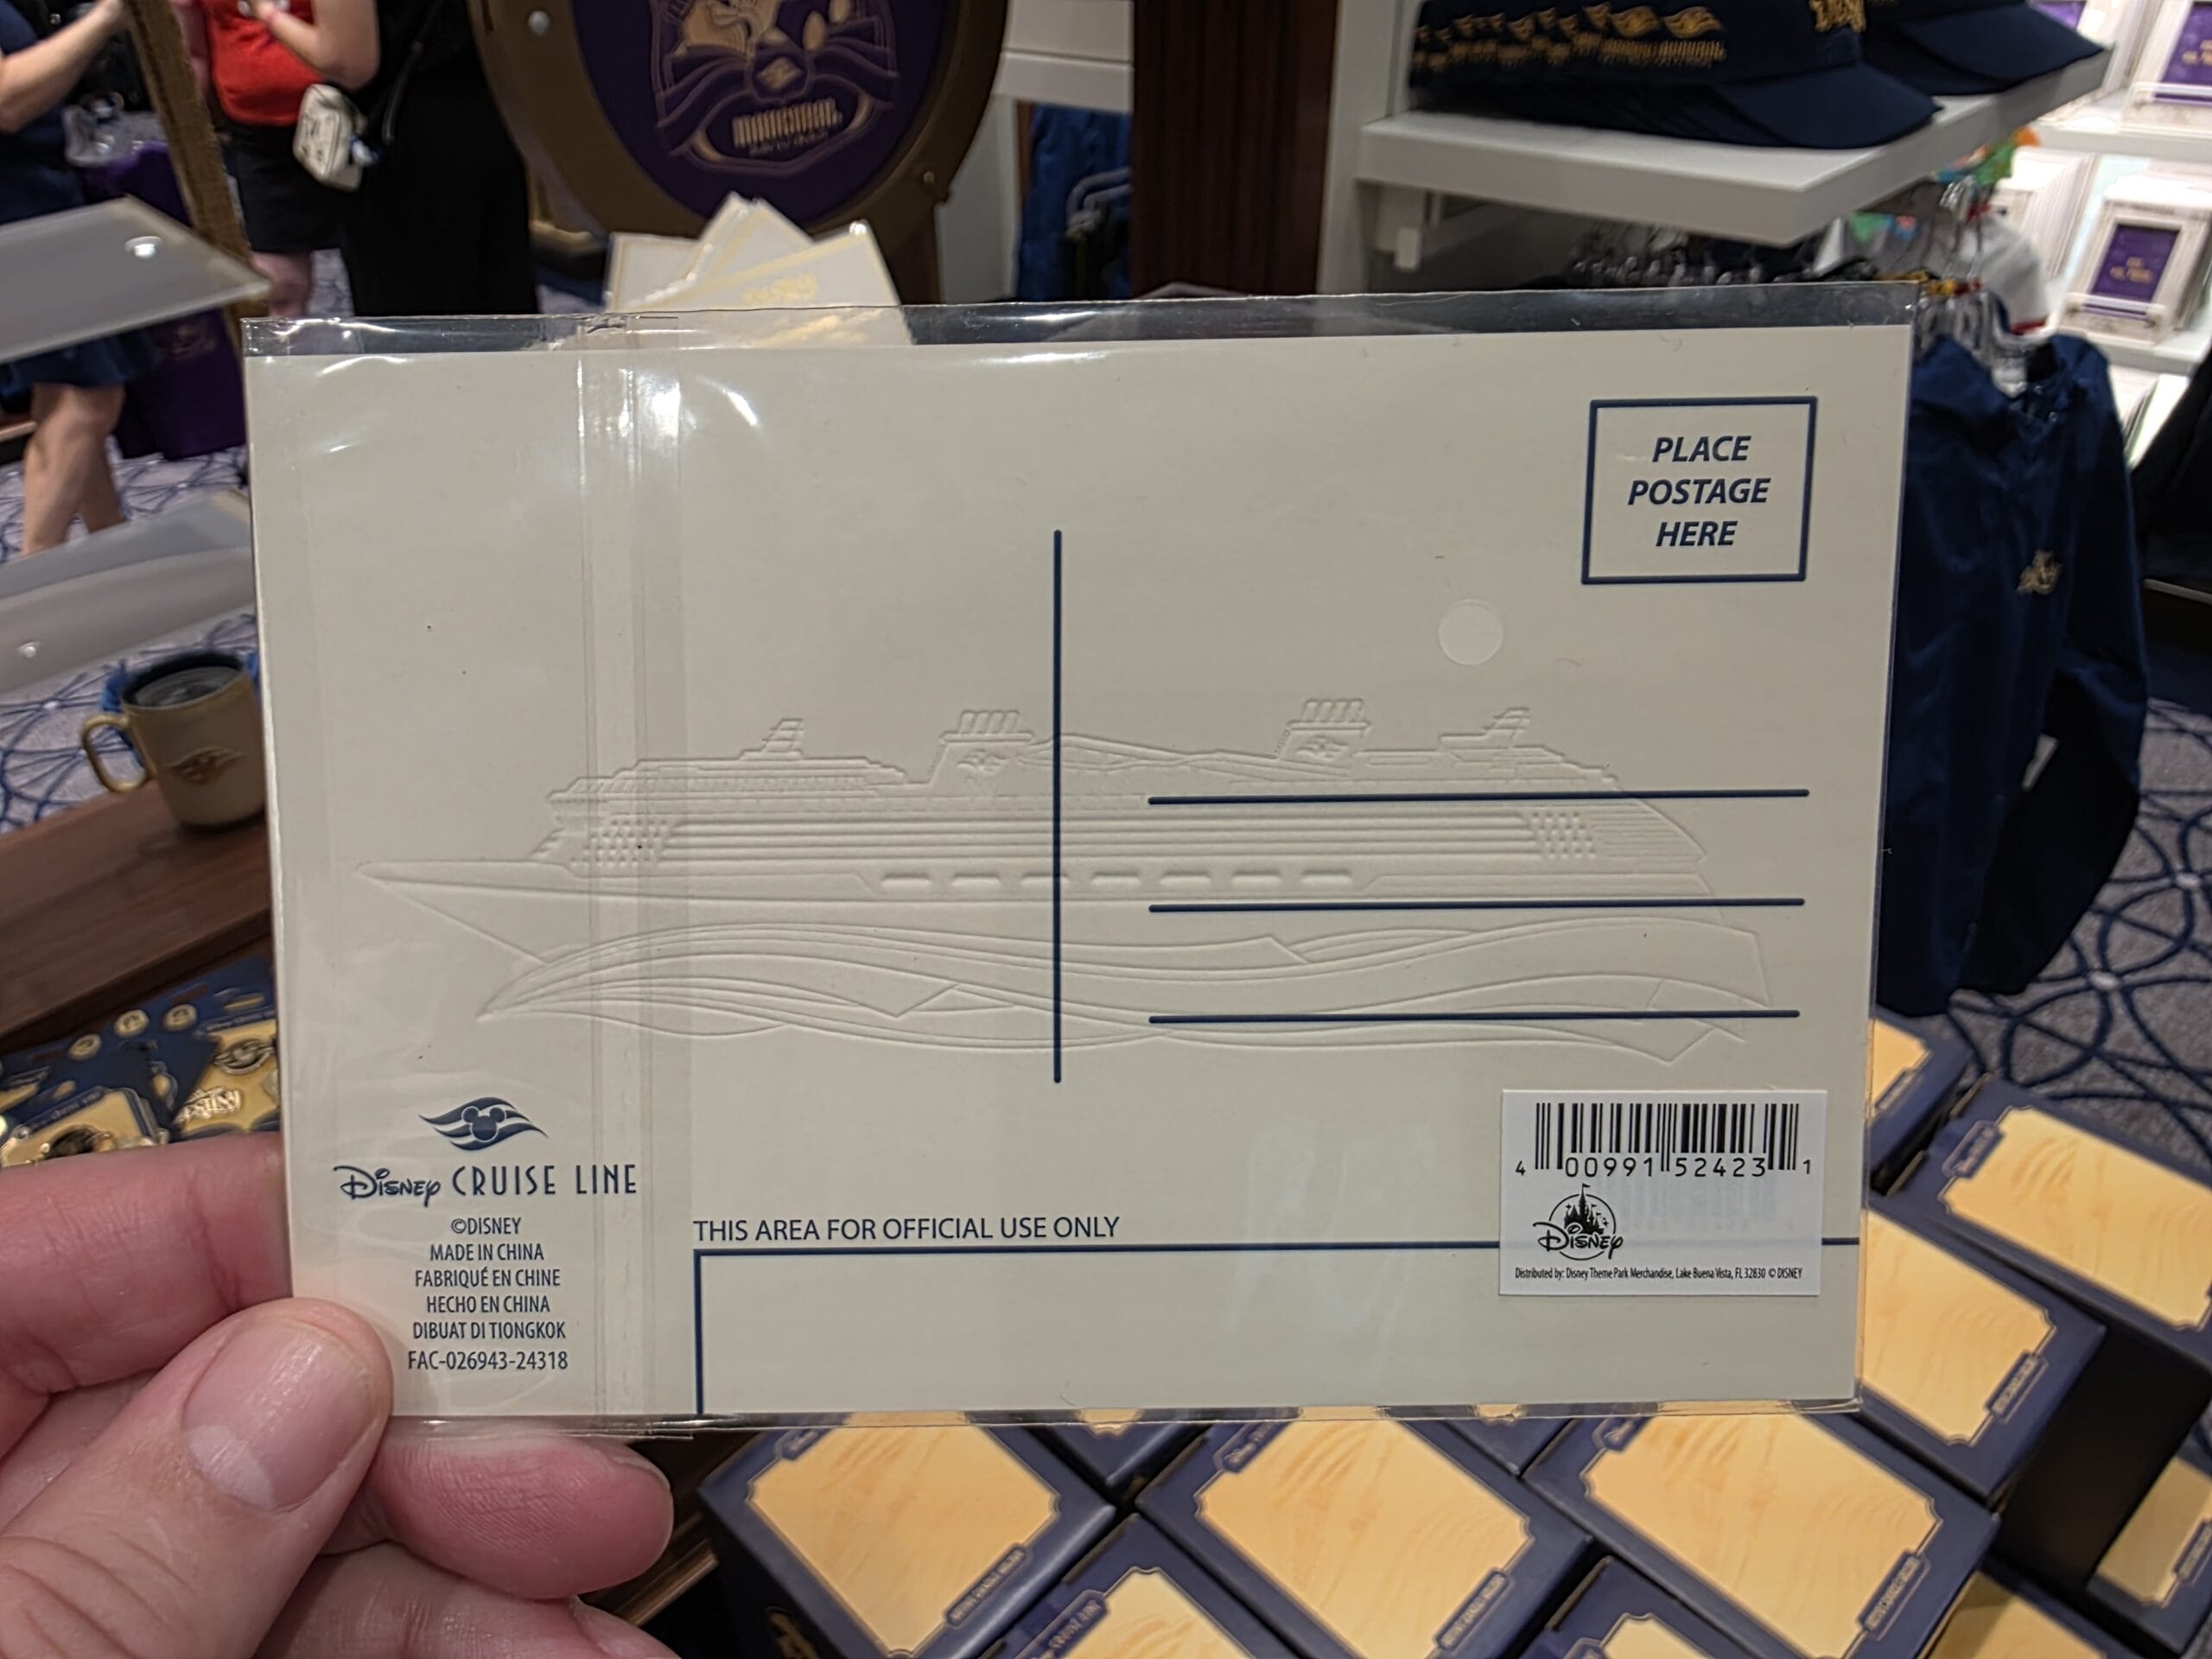 PLACE
POSTAGE
HERE
Disney CRUISE LINE
©DISNEY
MADE IN CHINA
FABRIQUÉ EN CHINE
HECHO EN CHINA
DIBUAT DI TIONGKOK
FAC-026943-24318
THIS AREA FOR OFFICIAL USE ONLY
4 00991 52423 1
Disney
Distributed by: Disney Theme Park Merchandise, Lake Buena Vista, FL 32830 © DISNEY